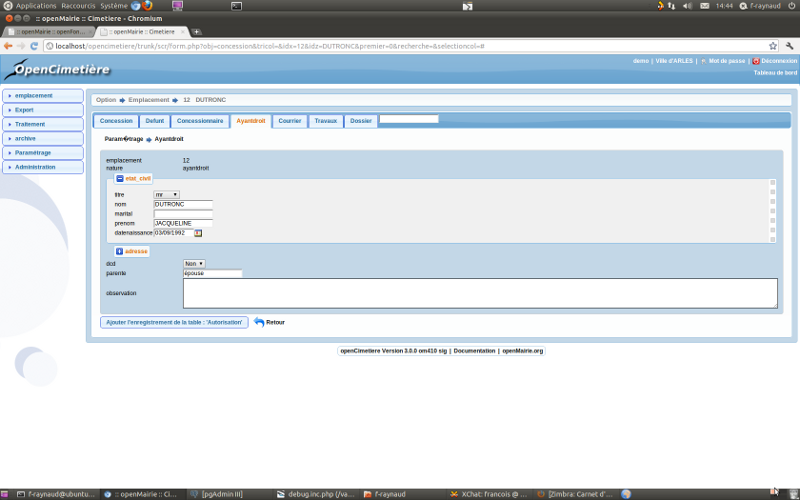 Applications Raccourcis Système 14:44 f-raynaud
:: openMairie :: Cimetiere - Chromium
:: openmairie :: openfon... :: openMairie :: Cimetiere
localhost/opencimetiere/trunk/scr/form.php?obj=concession&tricol=&idx=12&idz=DUTRONC&premier=0&recherche=&selectioncol=#
OpenCimetière
demo | Ville d'ARLES | Mot de passe | Déconnexion
Tableau de bord
emplacement
Export
Traitement
archive
Paramétrage
Administration
Option Emplacement 12 DUTRONC
Concession Defunt Concessionnaire Ayantdroit Courrier Travaux Dossier
Param�trage Ayantdroit
emplacement 12
nature ayantdroit
etat_civil
titre mr
nom DUTRONC
marital
prenom JACQUELINE
datenaissance 03/09/1992
adresse
dcd Non
parente épouse
observation
Ajouter l'enregistrement de la table : 'Autorisation' Retour
openCimetiere Version 3.0.0 om410 sig | Documentation | openMairie.org
f-raynaud@ubuntu... :: openMairie :: Ci... [pgAdmin III] debug.inc.php (/va... f-raynaud XChat: francois @ ... [Zimbra: Carnet d'...